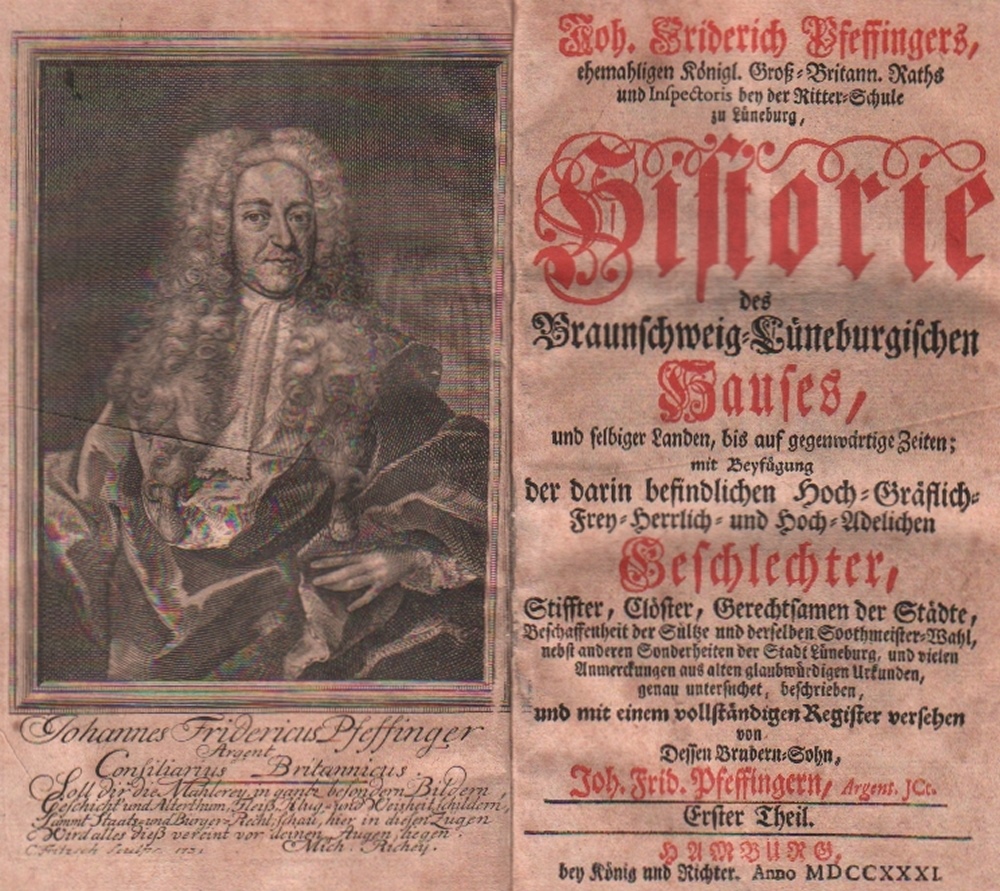 Johannes Fridericus Pfeffinger
Argent.
Consiliarius Britannicus.
Soll dir die Mahlerey in gantz besondern Bildern,
Geschicht und Alterthum, Fleiß, Klug- und Weisheit schildern,
Sammt Staats- und Burger-Recht; schau, hier in diesen Zugen
Wird alles dieß vereint vor deinen Augen liegen.
C. Fritzsch Sculps. 1731 Mich. Richey.
Joh. Friderich Pfeffingers,
ehemahligen Königl. Groß-Britann. Raths
und Inspectoris bey der Ritter-Schule
zu Lüneburg,
Historie
des
Braunschweig-Lüneburgischen
Hauses,
und selbiger Landen, bis auf gegenwärtige Zeiten;
mit Beyfügung
der darin befindlichen Hoch-Gräflich-
Frey-Herrlich- und Hoch-Adelichen
Geschlechter,
Stiffter, Clöster, Gerechtsamen der Städte,
Beschaffenheit der Sültze und derselben Soothmeister-Wahl,
nebst anderen Sonderheiten der Stadt Lüneburg, und vielen
Anmerckungen aus alten glaubwürdigen Urkunden,
genau untersuchet, beschrieben,
und mit einem vollständigen Register versehen
von
Dessen Brudern-Sohn,
Joh. Frid. Pfeffingern, Argent. JCt.
Erster Theil.
HAMBURG,
bey König und Richter. Anno MDCCXXXI.